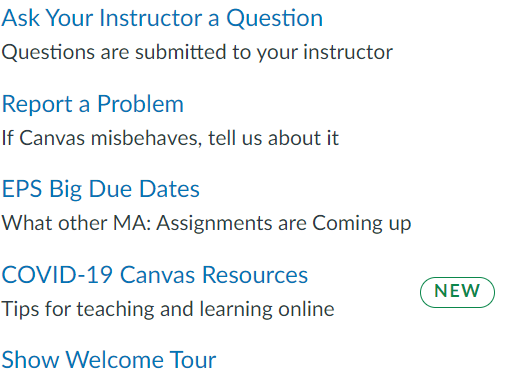 Ask Your Instructor a Question
Questions are submitted to your instructor
Report a Problem
If Canvas misbehaves, tell us about it
EPS Big Due Dates
What other MA: Assignments are Coming up
COVID-19 Canvas Resources
NEW
Tips for teaching and learning online
Show Welcome Tour